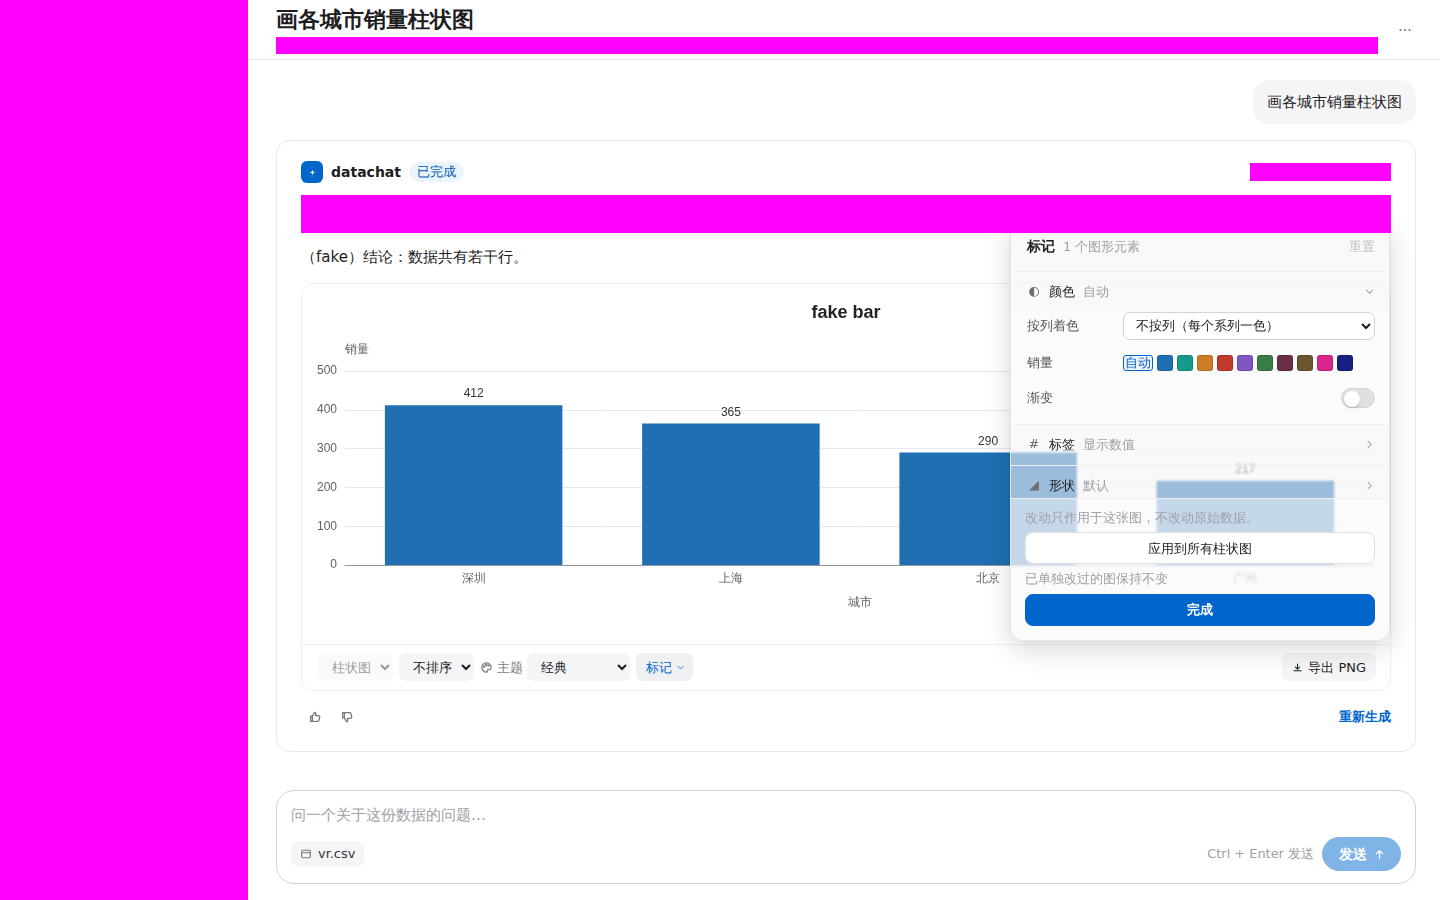 画各城市销量柱状图
...
画各城市销量柱状图
datachat 已完成
（fake）结论：数据共有若干行。
fake bar
销量
500
400
300
200
100
0
412
365
290
217
深圳
上海
北京
广州
城市
标记 1 个图形元素 重置
颜色 自动
按列着色 不按列（每个系列一色）
销量 自动
渐变
# 标签 显示数值
形状 默认
改动只作用于这张图，不改动原始数据。
应用到所有柱状图
已单独改过的图保持不变
完成
柱状图 不排序 主题 经典 标记 导出 PNG
重新生成
问一个关于这份数据的问题...
vr.csv Ctrl + Enter 发送 发送